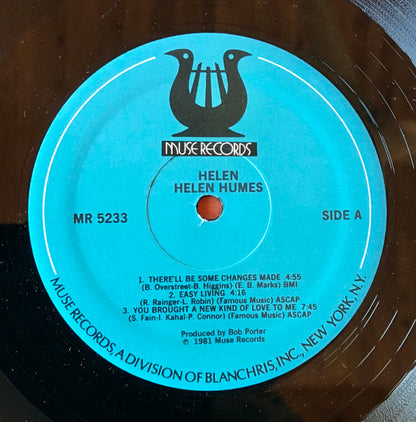 MUSE RECORDS
HELEN
HELEN HUMES
MR 5233
SIDE A
1. THERE'LL BE SOME CHANGES MADE 4:55
(B. Overstreet-B. Higgins) (E. B. Marks) BMI
2. EASY LIVING 4:16
(R. Rainger-L. Robin) (Famous Music) ASCAP
3. YOU BROUGHT A NEW KIND OF LOVE TO ME 7:45
(S. Fain-I. Kahal-P. Connor) (Famous Music) ASCAP
Produced by Bob Porter
℗ 1981 Muse Records
MUSE RECORDS, A DIVISION OF BLANCHRIS, INC., NEW YORK, N.Y.